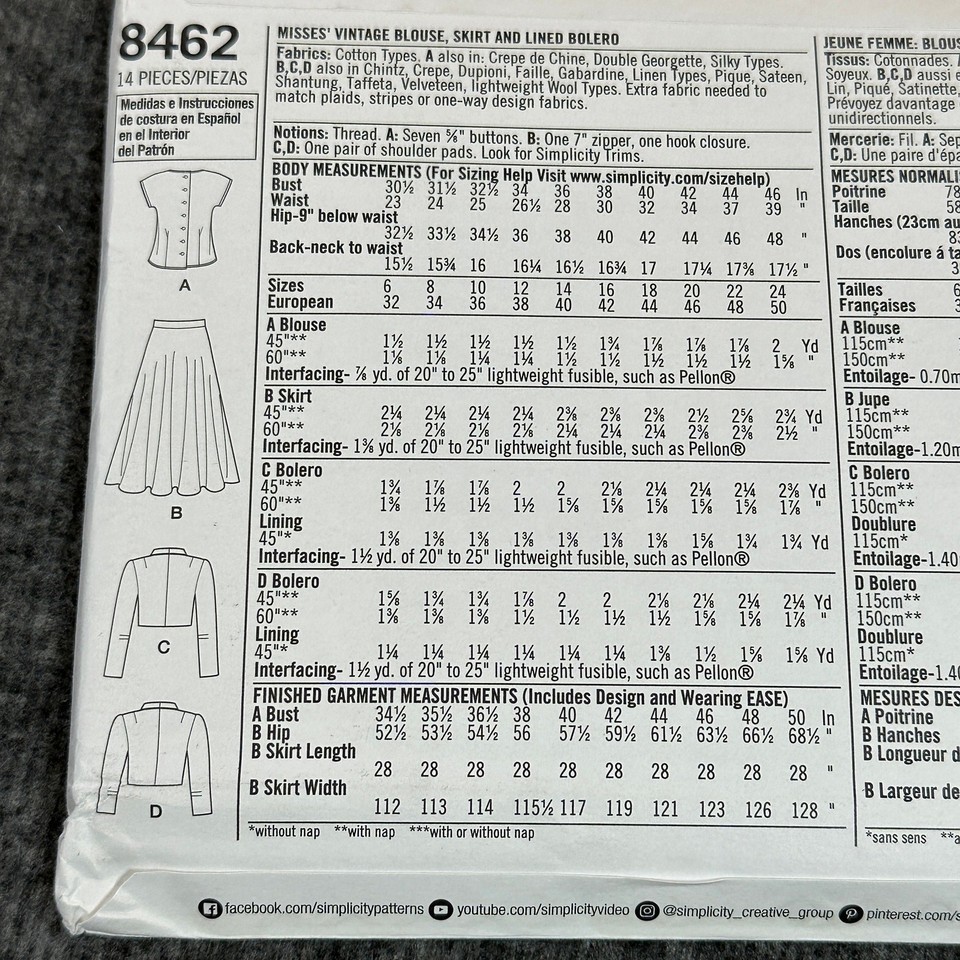 8462
14 PIECES/PIEZAS
Medidas e Instrucciones
de costura en Español
en el Interior
del Patrón
A
B
C
D
MISSES' VINTAGE BLOUSE, SKIRT AND LINED BOLERO
Fabrics: Cotton Types. A also in: Crepe de Chine, Double Georgette, Silky Types.
B,C,D also in Chintz, Crepe, Dupioni, Faille, Gabardine, Linen Types, Pique, Sateen,
Shantung, Taffeta, Velveteen, lightweight Wool Types. Extra fabric needed to
match plaids, stripes or one-way design fabrics.
Notions: Thread. A: Seven ⅝" buttons. B: One 7" zipper, one hook closure.
C,D: One pair of shoulder pads. Look for Simplicity Trims.
BODY MEASUREMENTS (For Sizing Help Visit www.simplicity.com/sizehelp)
Bust 30½ 31½ 32½ 34 36 38 40 42 44 46 In
Waist 23 24 25 26½ 28 30 32 34 37 39 "
Hip-9" below waist
32½ 33½ 34½ 36 38 40 42 44 46 48 "
Back-neck to waist
15½ 15¾ 16 16¼ 16½ 16¾ 17 17¼ 17⅜ 17½ "
Sizes 6 8 10 12 14 16 18 20 22 24
European 32 34 36 38 40 42 44 46 48 50
A Blouse
45"** 1½ 1½ 1½ 1½ 1½ 1¾ 1⅞ 1⅞ 1⅞ 2 Yd
60"** 1⅛ 1⅛ 1¼ 1¼ 1½ 1½ 1½ 1½ 1½ 1⅝ "
Interfacing- ⅞ yd. of 20" to 25" lightweight fusible, such as Pellon®
B Skirt
45"** 2¼ 2¼ 2¼ 2¼ 2⅜ 2⅜ 2⅜ 2½ 2⅝ 2¾ Yd
60"** 2⅛ 2⅛ 2⅛ 2⅛ 2¼ 2¼ 2¼ 2⅜ 2⅜ 2½ "
Interfacing- 1⅜ yd. of 20" to 25" lightweight fusible, such as Pellon®
C Bolero
45"** 1¾ 1⅞ 1⅞ 2 2 2⅛ 2¼ 2¼ 2¼ 2⅜ Yd
60"** 1⅜ 1½ 1½ 1½ 1⅝ 1⅝ 1⅝ 1⅝ 1⅝ 1⅞ "
Lining
45"* 1⅜ 1⅜ 1⅜ 1⅜ 1⅜ 1⅜ 1⅜ 1⅝ 1¾ 1¾ Yd
Interfacing- 1½ yd. of 20" to 25" lightweight fusible, such as Pellon®
D Bolero
45"** 1⅝ 1¾ 1¾ 1⅞ 2 2 2⅛ 2⅛ 2¼ 2¼ Yd
60"** 1⅜ 1⅜ 1⅜ 1½ 1½ 1½ 1½ 1⅝ 1⅝ 1⅞ "
Lining
45"* 1¼ 1¼ 1¼ 1¼ 1¼ 1¼ 1⅜ 1½ 1⅝ 1⅝ Yd
Interfacing- 1½ yd. of 20" to 25" lightweight fusible, such as Pellon®
FINISHED GARMENT MEASUREMENTS (Includes Design and Wearing EASE)
A Bust 34½ 35½ 36½ 38 40 42 44 46 48 50 In
B Hip 52½ 53½ 54½ 56 57½ 59½ 61½ 63½ 66½ 68½ "
B Skirt Length
28 28 28 28 28 28 28 28 28 28 "
B Skirt Width
112 113 114 115½ 117 119 121 123 126 128 "
*without nap **with nap ***with or without nap
JEUNE FEMME: BLOUS
Tissus: Cotonnades.
Soyeux. B,C,D aussi e
Lin, Piqué, Satinette,
Prévoyez davantage
unidirectionnels.
Mercerie: Fil. A: Sep
C,D: Une paire d'épa
MESURES NORMALI
Poitrine 78
Taille 58
Hanches (23cm au
83
Dos (encolure á ta
3
Tailles 6
Françaises 3
A Blouse
115cm**
150cm**
Entoilage- 0.70m
B Jupe
115cm**
150cm**
Entoilage-1.20m
C Bolero
115cm**
150cm**
Doublure
115cm*
Entoilage-1.40
D Bolero
115cm**
150cm**
Doublure
115cm*
Entoilage-1.40
MESURES DES
A Poitrine
B Hanches
B Longueur d
B Largeur de
*sans sens **a
facebook.com/simplicitypatterns youtube.com/simplicityvideo @simplicity_creative_group pinterest.com/s